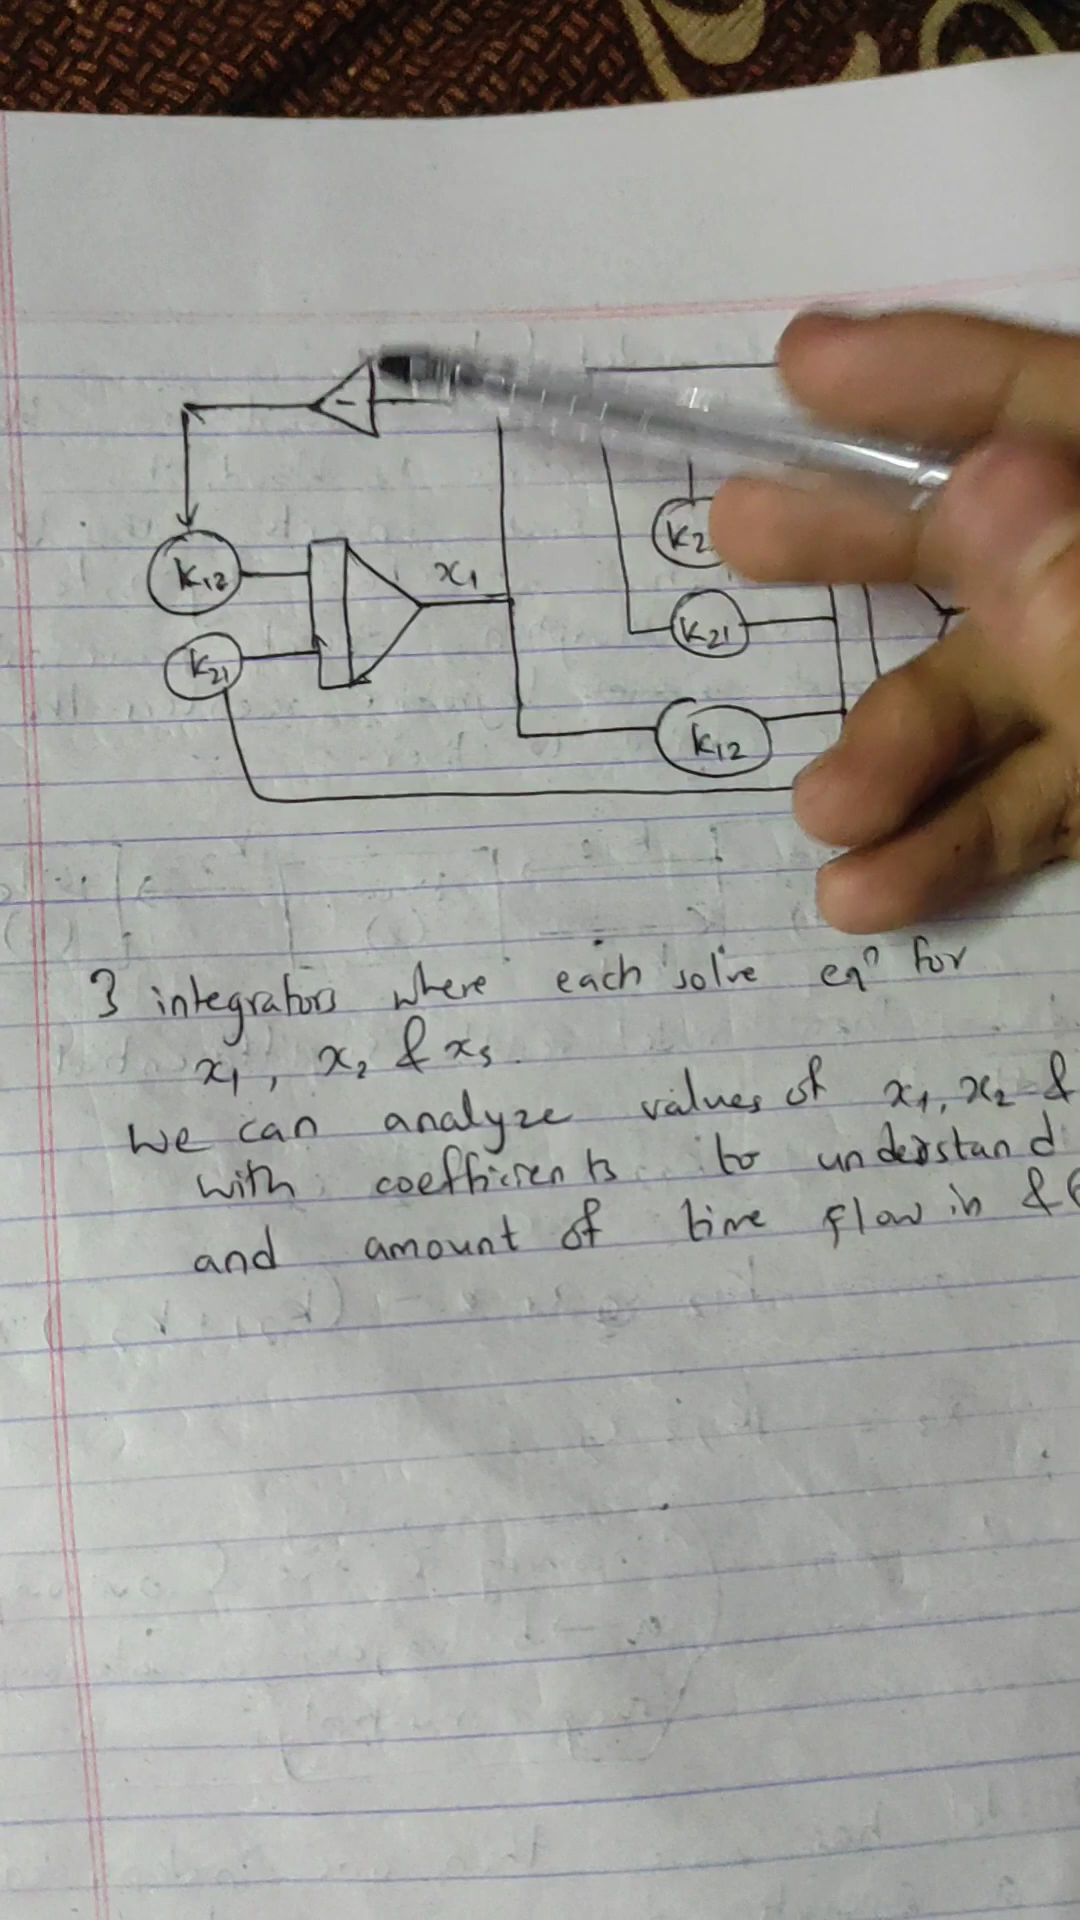 x₁
K₁₂
K₂₁
K₂
K₂₁
K₁₂
3 integrators where each solve eqⁿ for
x₁, x₂ & x₃.
We can analyze values of x₁, x₂ &
with coefficients to understand
and amount of time flow in &